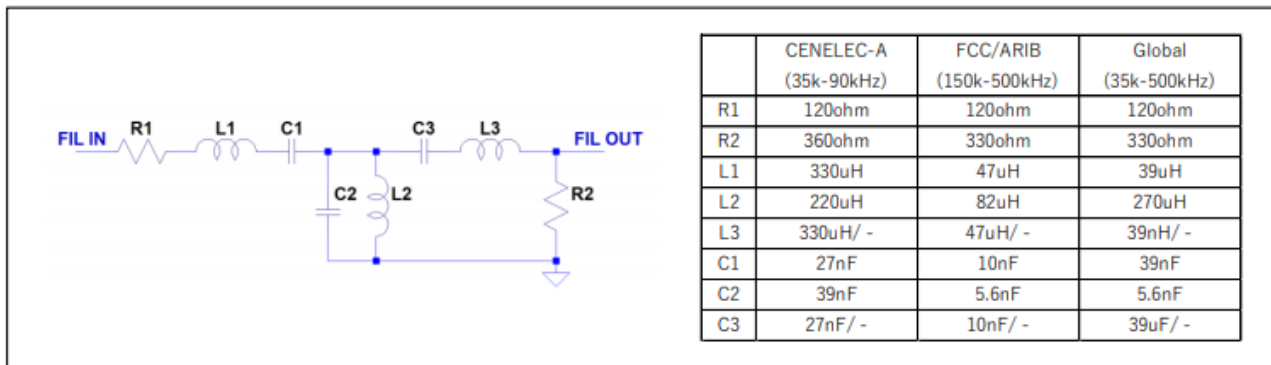 R1 L1 C1 C3 L3
FIL IN FIL OUT
C2 L2 R2
CENELEC-A FCC/ARIB Global
(35k-90kHz) (150k-500kHz) (35k-500kHz)
R1 120ohm 120ohm 120ohm
R2 360ohm 330ohm 330ohm
L1 330uH 47uH 39uH
L2 220uH 82uH 270uH
L3 330uH/ - 47uH/ - 39nH/ -
C1 27nF 10nF 39nF
C2 39nF 5.6nF 5.6nF
C3 27nF/ - 10nF/ - 39uF/ -